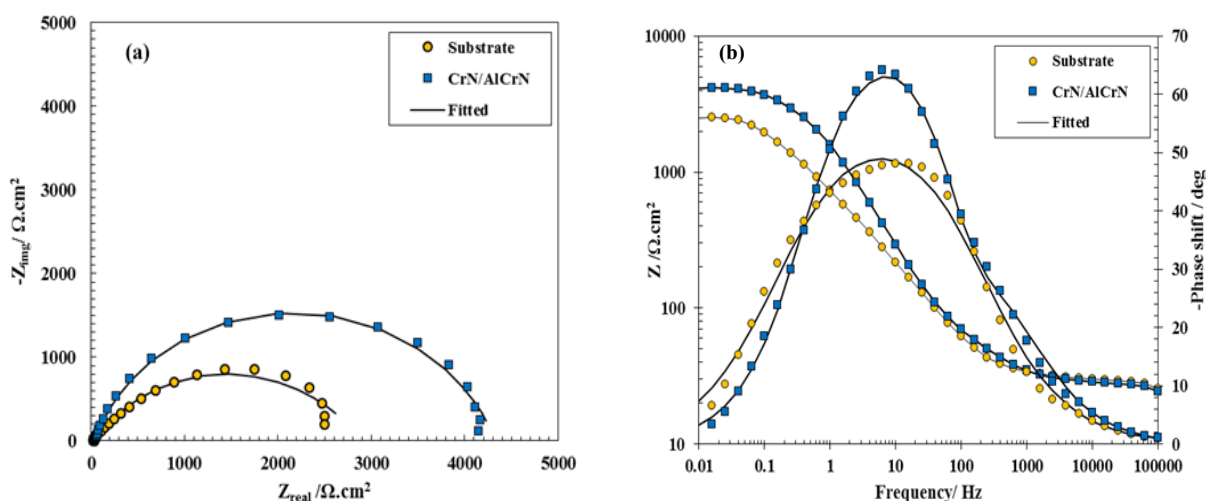 (a)
5000
4000
3000
2000
1000
0
-Z_img/ Ω.cm²
0 1000 2000 3000 4000 5000
Z_real /Ω.cm²
Substrate
CrN/AlCrN
Fitted
(b)
10000
1000
100
10
Z /Ω.cm²
0.01 0.1 1 10 100 1000 10000 100000
Frequency/ Hz
70
60
50
40
30
20
10
0
-Phase shift / deg
Substrate
CrN/AlCrN
Fitted